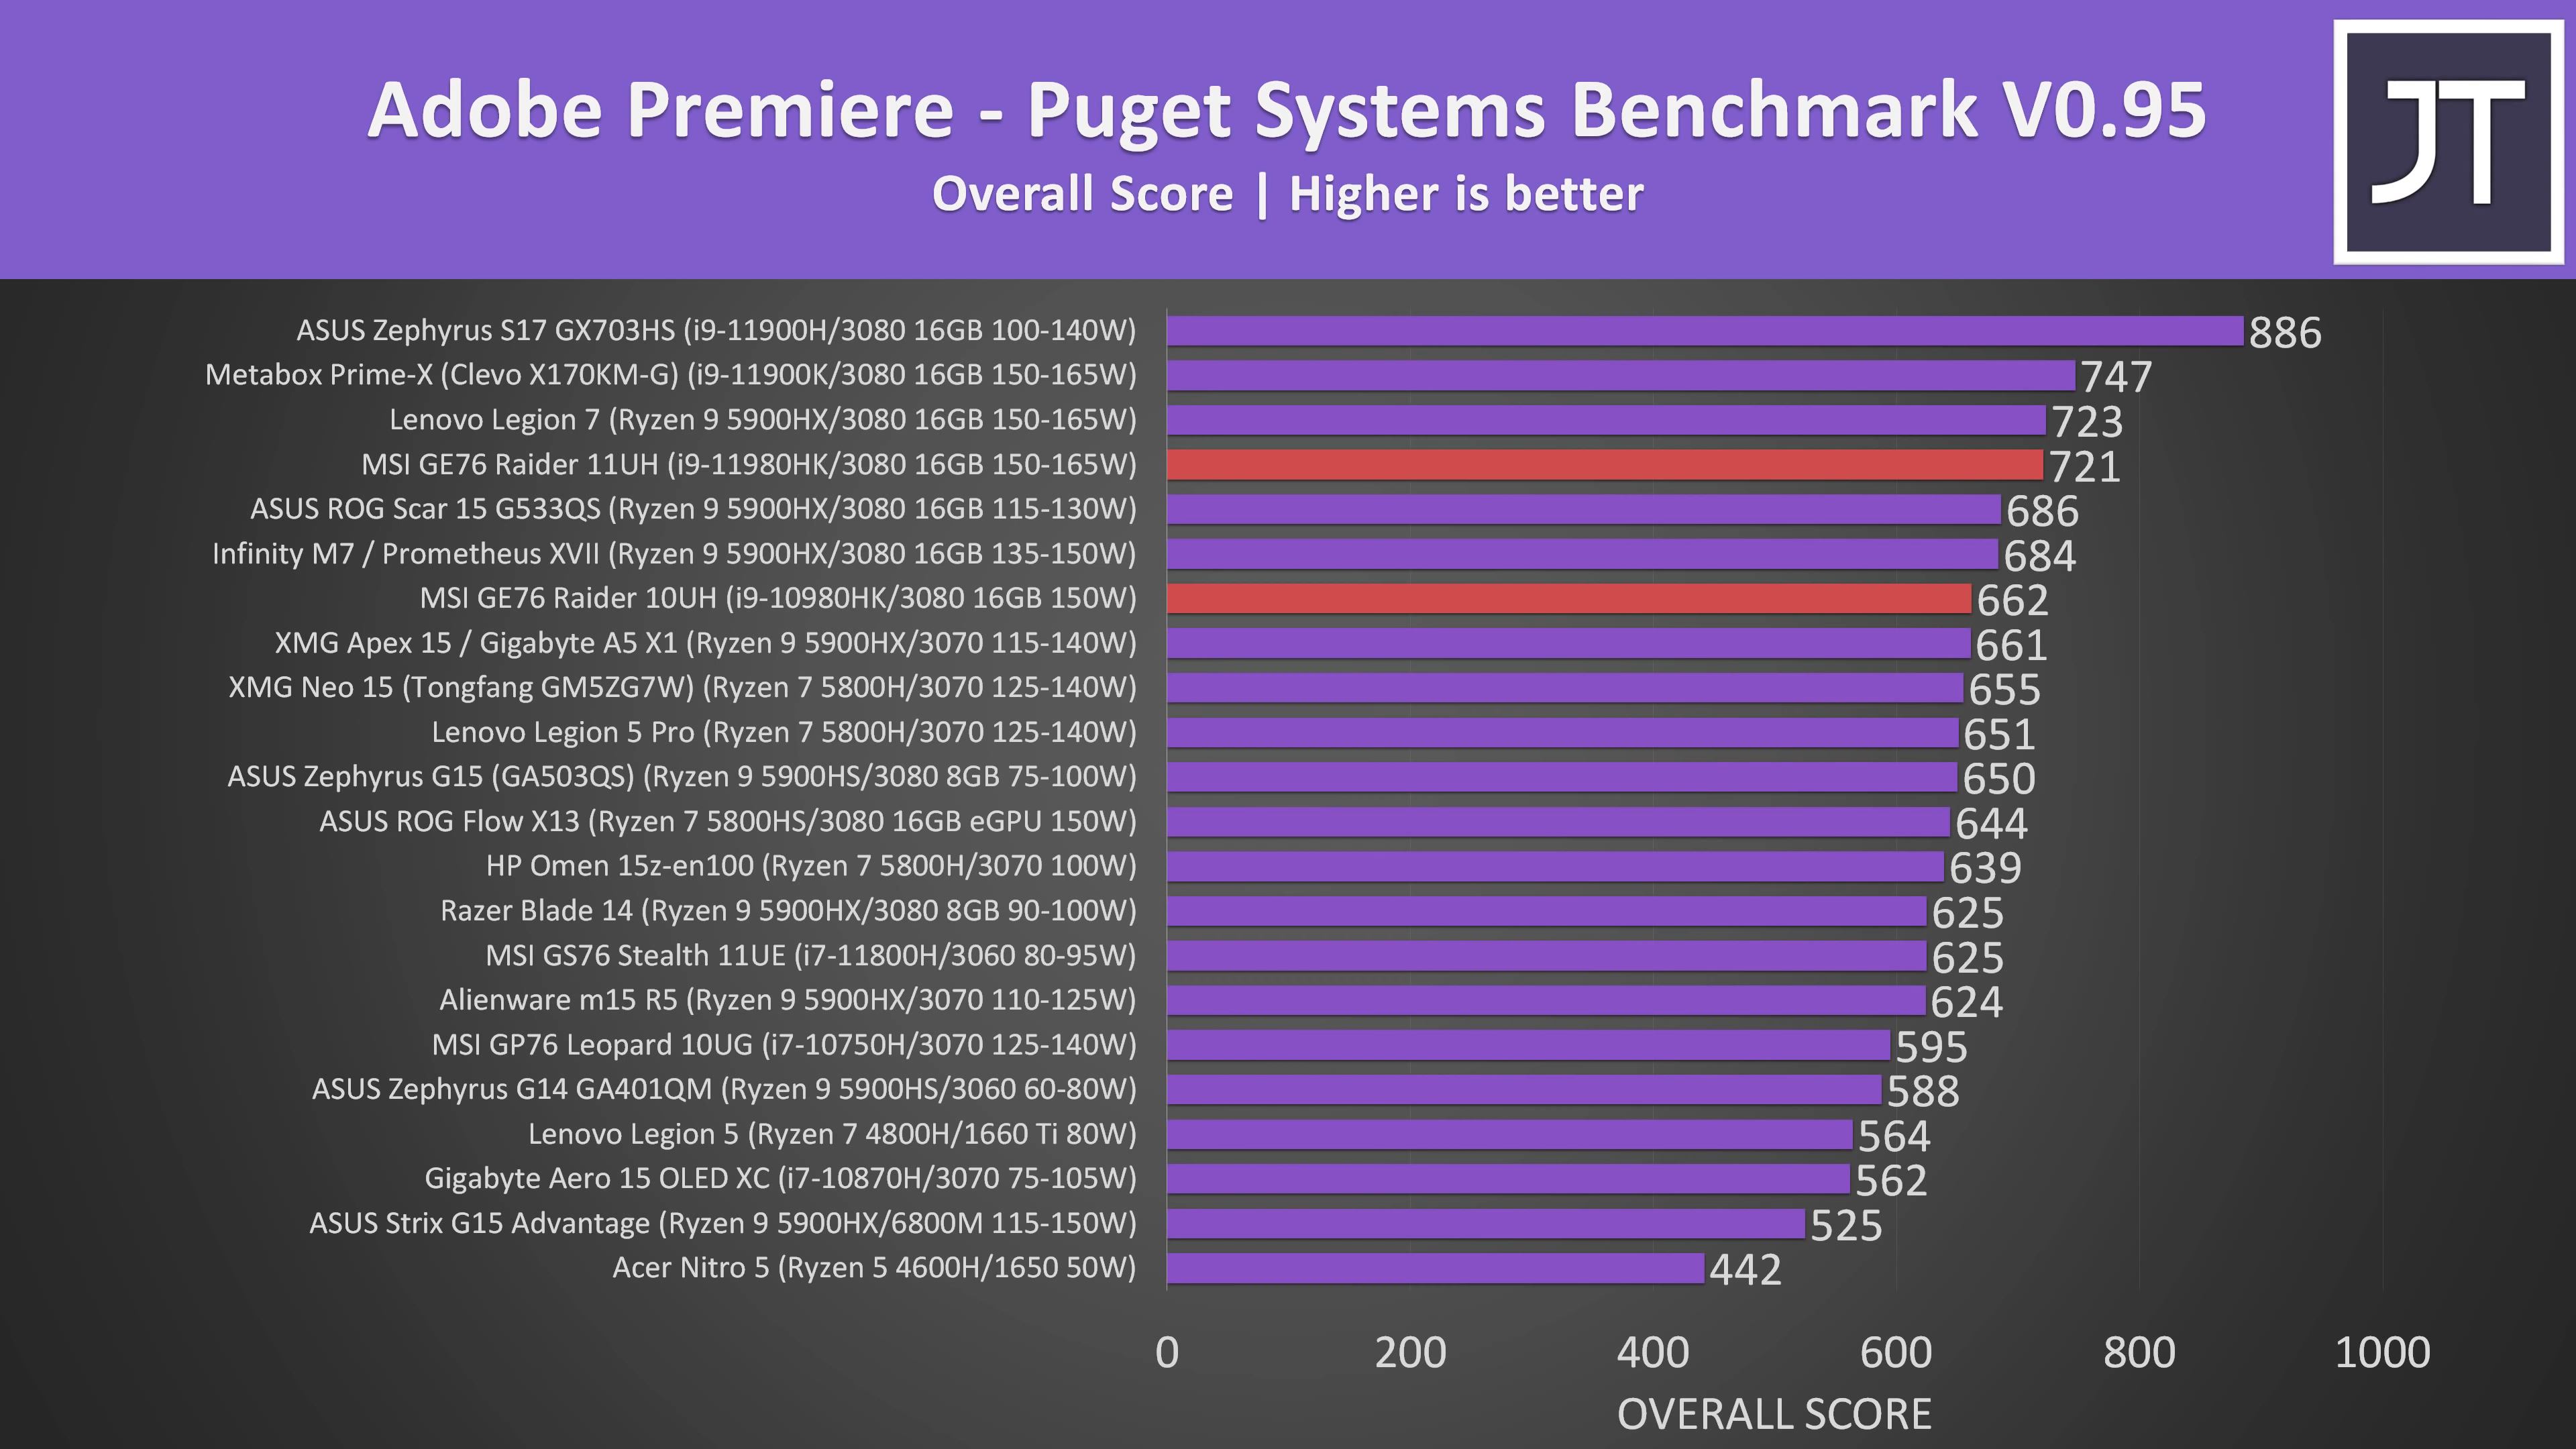 Adobe Premiere - Puget Systems Benchmark V0.95
Overall Score | Higher is better
JT
ASUS Zephyrus S17 GX703HS (i9-11900H/3080 16GB 100-140W) 886
Metabox Prime-X (Clevo X170KM-G) (i9-11900K/3080 16GB 150-165W) 747
Lenovo Legion 7 (Ryzen 9 5900HX/3080 16GB 150-165W) 723
MSI GE76 Raider 11UH (i9-11980HK/3080 16GB 150-165W) 721
ASUS ROG Scar 15 G533QS (Ryzen 9 5900HX/3080 16GB 115-130W) 686
Infinity M7 / Prometheus XVII (Ryzen 9 5900HX/3080 16GB 135-150W) 684
MSI GE76 Raider 10UH (i9-10980HK/3080 16GB 150W) 662
XMG Apex 15 / Gigabyte A5 X1 (Ryzen 9 5900HX/3070 115-140W) 661
XMG Neo 15 (Tongfang GM5ZG7W) (Ryzen 7 5800H/3070 125-140W) 655
Lenovo Legion 5 Pro (Ryzen 7 5800H/3070 125-140W) 651
ASUS Zephyrus G15 (GA503QS) (Ryzen 9 5900HS/3080 8GB 75-100W) 650
ASUS ROG Flow X13 (Ryzen 7 5800HS/3080 16GB eGPU 150W) 644
HP Omen 15z-en100 (Ryzen 7 5800H/3070 100W) 639
Razer Blade 14 (Ryzen 9 5900HX/3080 8GB 90-100W) 625
MSI GS76 Stealth 11UE (i7-11800H/3060 80-95W) 625
Alienware m15 R5 (Ryzen 9 5900HX/3070 110-125W) 624
MSI GP76 Leopard 10UG (i7-10750H/3070 125-140W) 595
ASUS Zephyrus G14 GA401QM (Ryzen 9 5900HS/3060 60-80W) 588
Lenovo Legion 5 (Ryzen 7 4800H/1660 Ti 80W) 564
Gigabyte Aero 15 OLED XC (i7-10870H/3070 75-105W) 562
ASUS Strix G15 Advantage (Ryzen 9 5900HX/6800M 115-150W) 525
Acer Nitro 5 (Ryzen 5 4600H/1650 50W) 442
0 200 400 600 800 1000
OVERALL SCORE